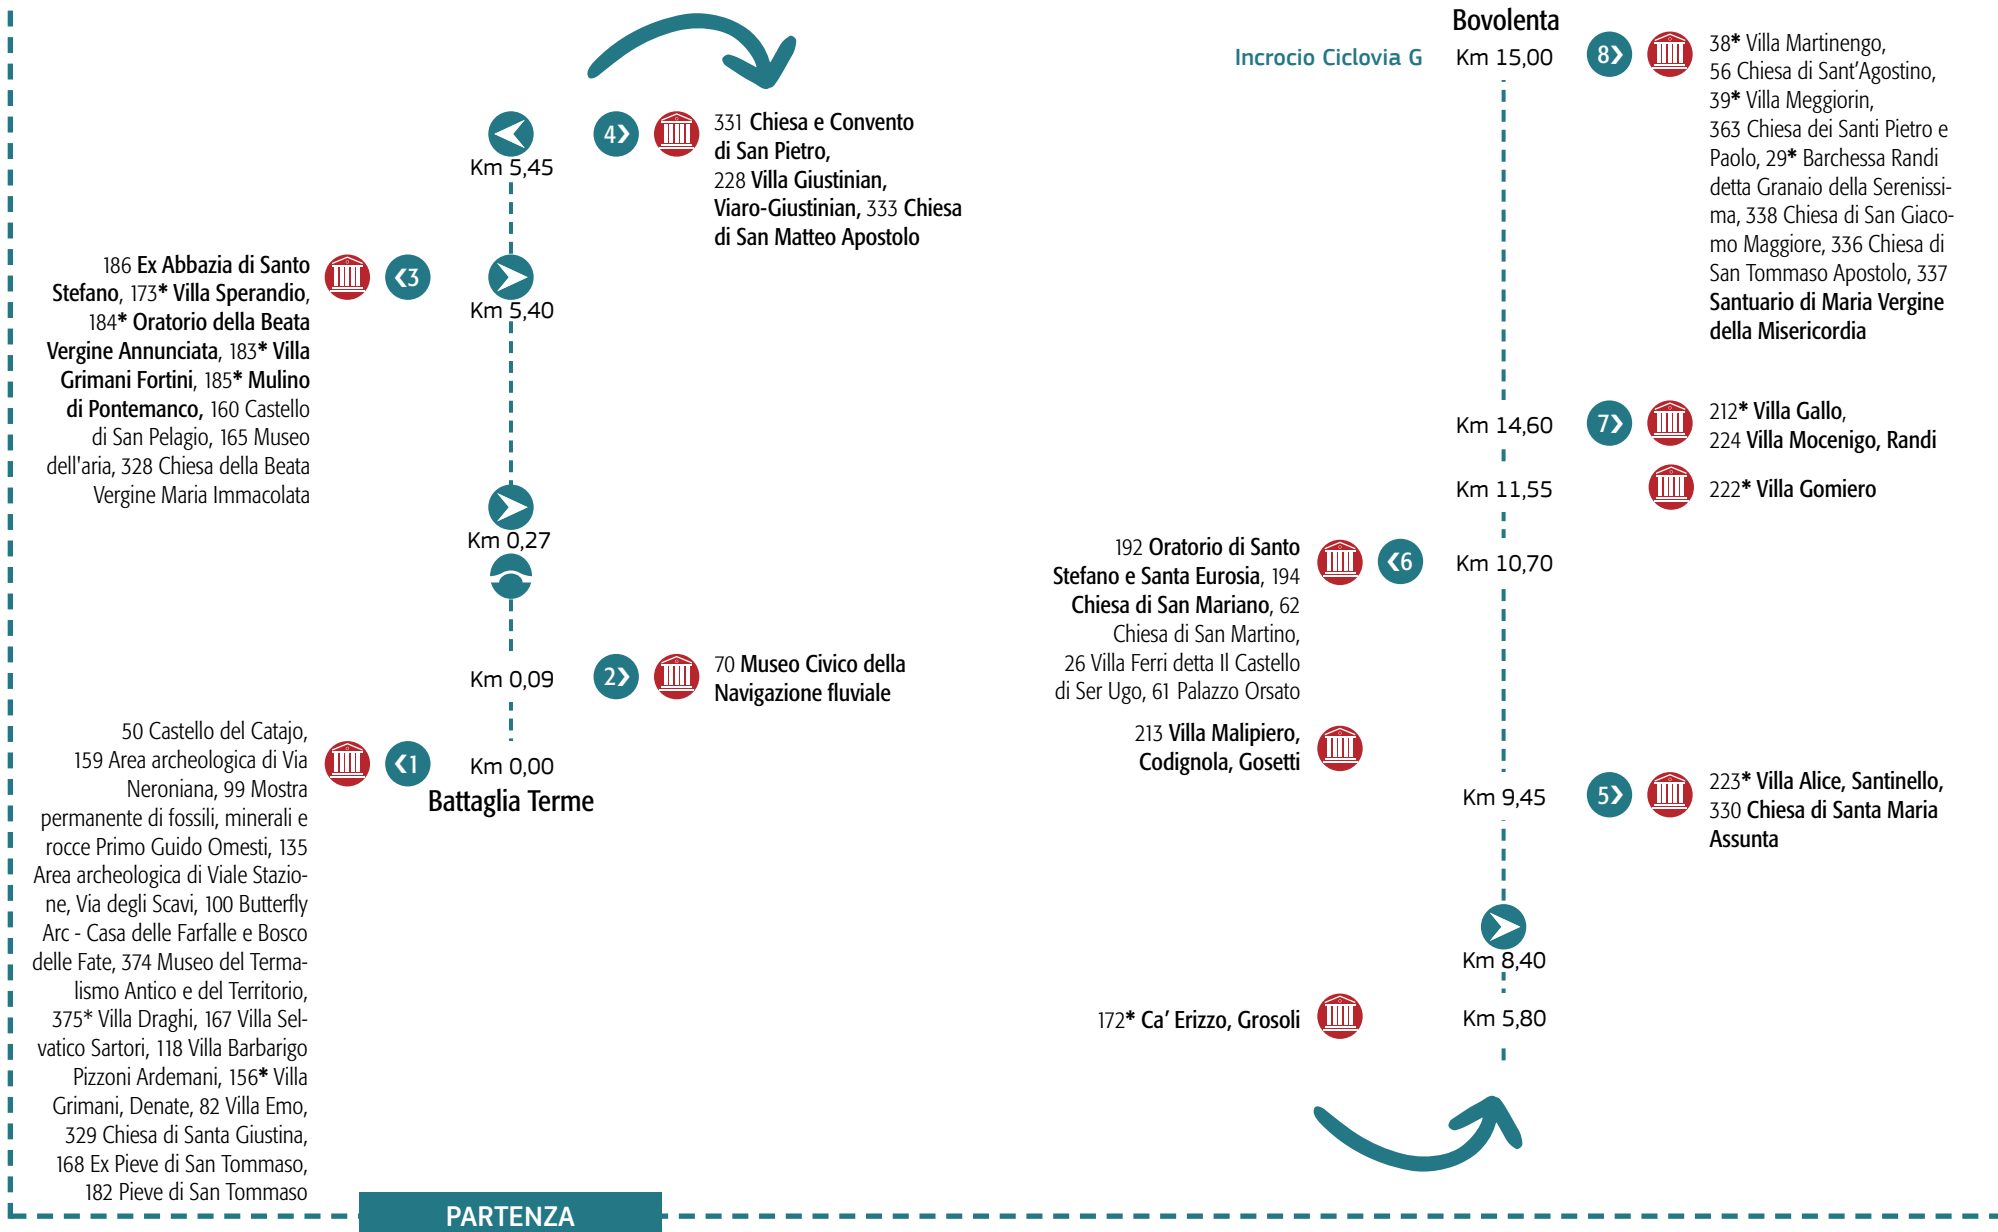 Km 5,45
4
331 Chiesa e Convento
di San Pietro,
228 Villa Giustinian,
Viaro-Giustinian, 333 Chiesa
di San Matteo Apostolo
186 Ex Abbazia di Santo
Stefano, 173* Villa Sperandio,
184* Oratorio della Beata
Vergine Annunciata, 183* Villa
Grimani Fortini, 185* Mulino
di Pontemanco, 160 Castello
di San Pelagio, 165 Museo
dell'aria, 328 Chiesa della Beata
Vergine Maria Immacolata
3
Km 5,40
Km 0,27
Km 0,09
2
70 Museo Civico della
Navigazione fluviale
50 Castello del Catajo,
159 Area archeologica di Via
Neroniana, 99 Mostra
permanente di fossili, minerali e
rocce Primo Guido Omesti, 135
Area archeologica di Viale Stazio-
ne, Via degli Scavi, 100 Butterfly
Arc - Casa delle Farfalle e Bosco
delle Fate, 374 Museo del Terma-
lismo Antico e del Territorio,
375* Villa Draghi, 167 Villa Sel-
vatico Sartori, 118 Villa Barbarigo
Pizzoni Ardemani, 156* Villa
Grimani, Denate, 82 Villa Emo,
329 Chiesa di Santa Giustina,
168 Ex Pieve di San Tommaso,
182 Pieve di San Tommaso
1
Km 0,00
Battaglia Terme
PARTENZA
Bovolenta
Incrocio Ciclovia G
Km 15,00
8
38* Villa Martinengo,
56 Chiesa di Sant’Agostino,
39* Villa Meggiorin,
363 Chiesa dei Santi Pietro e
Paolo, 29* Barchessa Randi
detta Granaio della Serenissi-
ma, 338 Chiesa di San Giaco-
mo Maggiore, 336 Chiesa di
San Tommaso Apostolo, 337
Santuario di Maria Vergine
della Misericordia
Km 14,60
7
212* Villa Gallo,
224 Villa Mocenigo, Randi
Km 11,55
222* Villa Gomiero
192 Oratorio di Santo
Stefano e Santa Eurosia, 194
Chiesa di San Mariano, 62
Chiesa di San Martino,
26 Villa Ferri detta Il Castello
di Ser Ugo, 61 Palazzo Orsato
6
Km 10,70
213 Villa Malipiero,
Codignola, Gosetti
Km 9,45
5
223* Villa Alice, Santinello,
330 Chiesa di Santa Maria
Assunta
Km 8,40
172* Ca’ Erizzo, Grosoli
Km 5,80